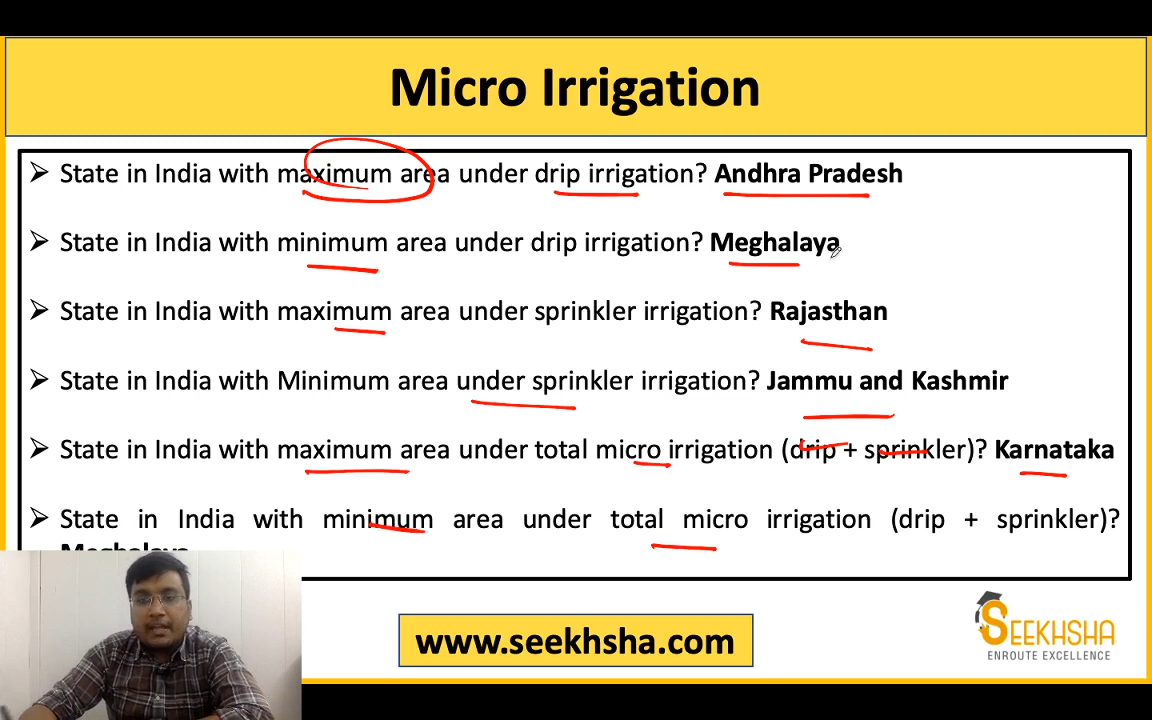 Micro Irrigation
➢ State in India with maximum area under drip irrigation? Andhra Pradesh
➢ State in India with minimum area under drip irrigation? Meghalaya
➢ State in India with maximum area under sprinkler irrigation? Rajasthan
➢ State in India with Minimum area under sprinkler irrigation? Jammu and Kashmir
➢ State in India with maximum area under total micro irrigation (drip + sprinkler)? Karnataka
➢ State in India with minimum area under total micro irrigation (drip + sprinkler)?
Meghalaya
www.seekhsha.com
SEEKHSHA
ENROUTE EXCELLENCE